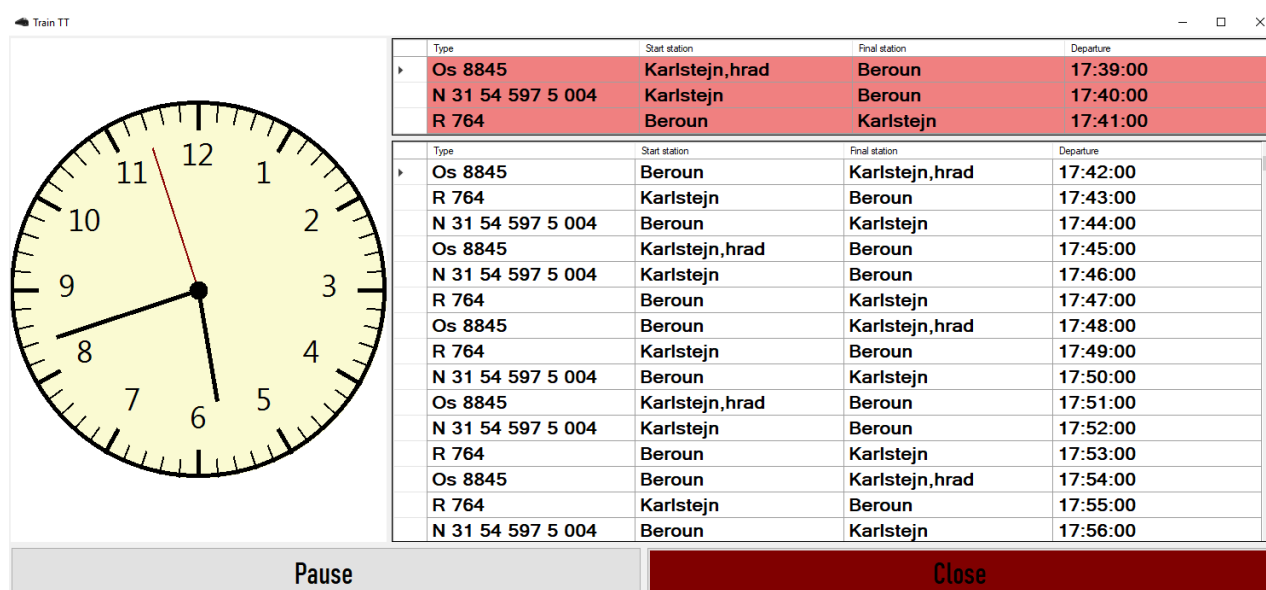 Train TT
12
1
2
3
4
5
6
7
8
9
10
11
Type Start station Final station Departure
Os 8845 Karlstejn,hrad Beroun 17:39:00
N 31 54 597 5 004 Karlstejn Beroun 17:40:00
R 764 Beroun Karlstejn 17:41:00
Type Start station Final station Departure
Os 8845 Beroun Karlstejn,hrad 17:42:00
R 764 Karlstejn Beroun 17:43:00
N 31 54 597 5 004 Beroun Karlstejn 17:44:00
Os 8845 Karlstejn,hrad Beroun 17:45:00
N 31 54 597 5 004 Karlstejn Beroun 17:46:00
R 764 Beroun Karlstejn 17:47:00
Os 8845 Beroun Karlstejn,hrad 17:48:00
R 764 Karlstejn Beroun 17:49:00
N 31 54 597 5 004 Beroun Karlstejn 17:50:00
Os 8845 Karlstejn,hrad Beroun 17:51:00
N 31 54 597 5 004 Karlstejn Beroun 17:52:00
R 764 Beroun Karlstejn 17:53:00
Os 8845 Beroun Karlstejn,hrad 17:54:00
R 764 Karlstejn Beroun 17:55:00
N 31 54 597 5 004 Beroun Karlstejn 17:56:00
Pause
Close